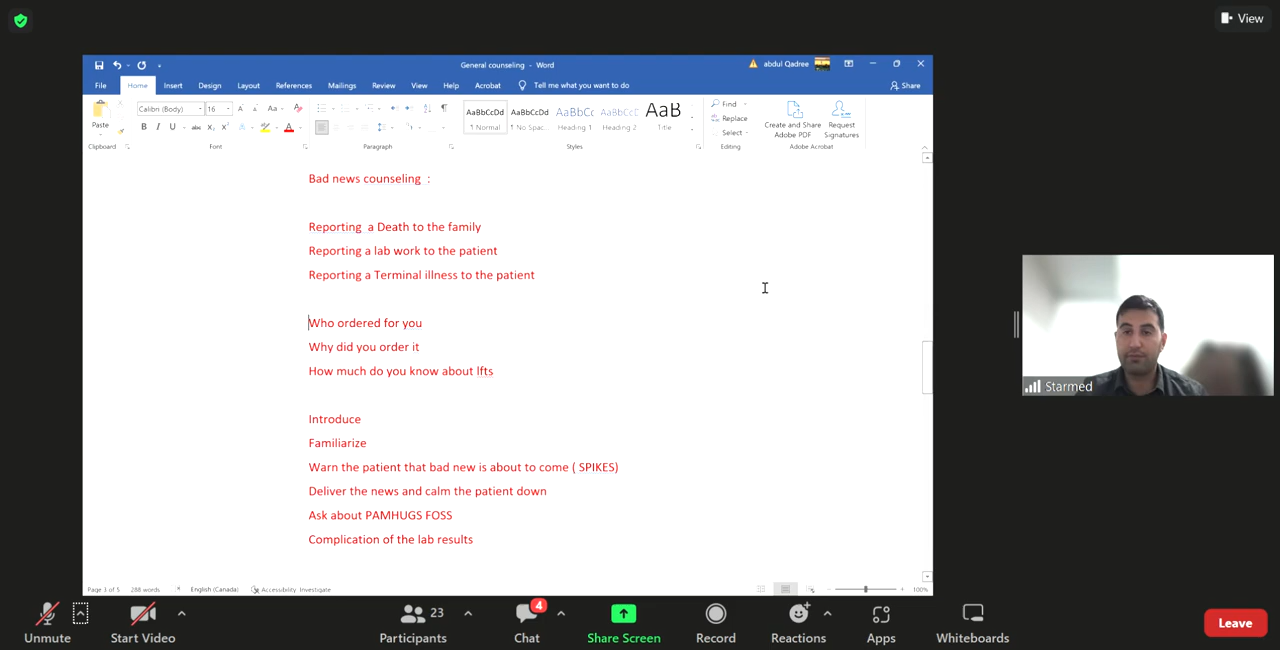 View
General counseling - Word
abdul Qadree
File Home Insert Design Layout References Mailings Review View Help Acrobat Tell me what you want to do
Share
Calibri (Body) 16
Paste
Clipboard
Font
Paragraph
AaBbCcDd AaBbCcDd AaBbCc AaBbCcC AaB
¶ Normal ¶ No Spac... Heading 1 Heading 2 Title
Styles
Find
Replace
Select
Editing
Create and Share Adobe PDF
Request Signatures
Adobe Acrobat
Bad news counseling :
Reporting a Death to the family
Reporting a lab work to the patient
Reporting a Terminal illness to the patient
Who ordered for you
Why did you order it
How much do you know about lfts
Introduce
Familiarize
Warn the patient that bad new is about to come ( SPIKES)
Deliver the news and calm the patient down
Ask about PAMHUGS FOSS
Complication of the lab results
Page 3 of 5 288 words English (Canada) Accessibility: Investigate 100%
Starmed
Unmute
Start Video
Participants 23
Chat 4
Share Screen
Record
Reactions
Apps
Whiteboards
Leave